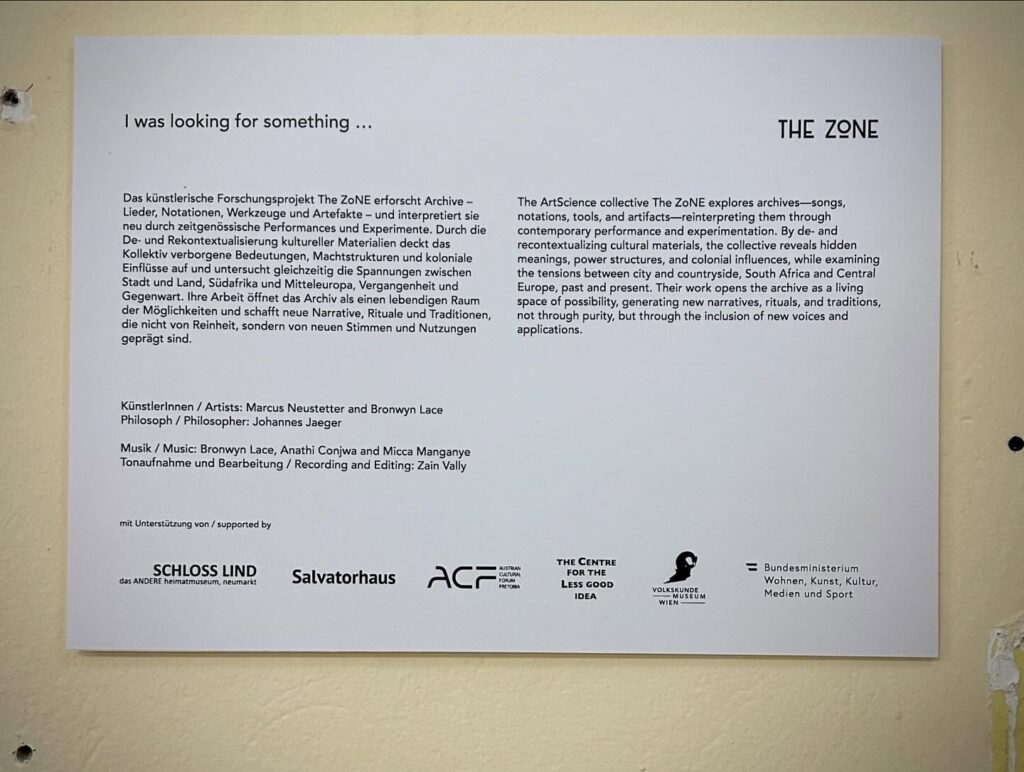 I was looking for something ...
THE ZONE
Das künstlerische Forschungsprojekt The ZoNE erforscht Archive –
Lieder, Notationen, Werkzeuge und Artefakte – und interpretiert sie
neu durch zeitgenössische Performances und Experimente. Durch die
De- und Rekontextualisierung kultureller Materialien deckt das
Kollektiv verborgene Bedeutungen, Machtstrukturen und koloniale
Einflüsse auf und untersucht gleichzeitig die Spannungen zwischen
Stadt und Land, Südafrika und Mitteleuropa, Vergangenheit und
Gegenwart. Ihre Arbeit öffnet das Archiv als einen lebendigen Raum
der Möglichkeiten und schafft neue Narrative, Rituale und Traditionen,
die nicht von Reinheit, sondern von neuen Stimmen und Nutzungen
geprägt sind.
The ArtScience collective The ZoNE explores archives—songs,
notations, tools, and artifacts—reinterpreting them through
contemporary performance and experimentation. By de- and
recontextualizing cultural materials, the collective reveals hidden
meanings, power structures, and colonial influences, while examining
the tensions between city and countryside, South Africa and Central
Europe, past and present. Their work opens the archive as a living
space of possibility, generating new narratives, rituals, and traditions,
not through purity, but through the inclusion of new voices and
applications.
KünstlerInnen / Artists: Marcus Neustetter and Bronwyn Lace
Philosoph / Philosopher: Johannes Jaeger
Musik / Music: Bronwyn Lace, Anathi Conjwa and Micca Manganye
Tonaufnahme und Bearbeitung / Recording and Editing: Zain Vally
mit Unterstützung von / supported by
SCHLOSS LIND
das ANDERE heimatmuseum, neumarkt
Salvatorhaus
ACF
AUSTRIAN
CULTURAL
FORUM
PRETORIA
THE CENTRE
FOR THE
LESS GOOD
IDEA
VOLKSKUNDE
MUSEUM
WIEN
Bundesministerium
Wohnen, Kunst, Kultur,
Medien und Sport